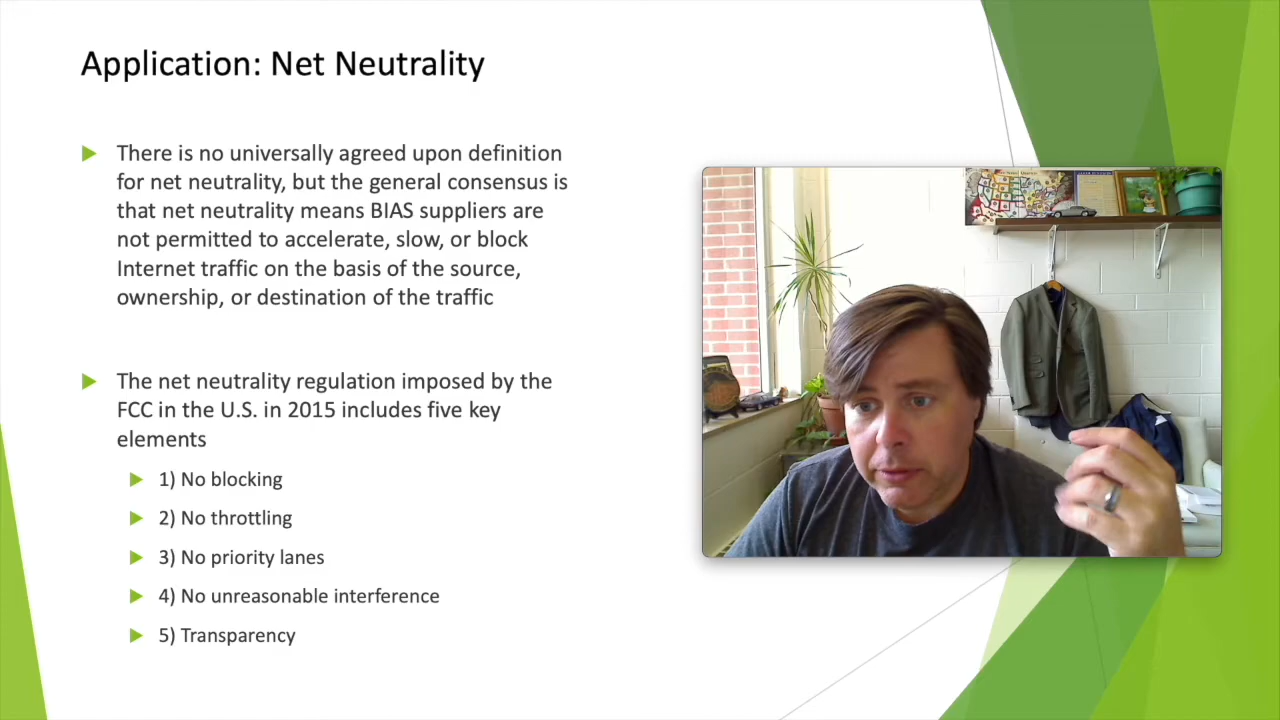 Application: Net Neutrality
There is no universally agreed upon definition
for net neutrality, but the general consensus is
that net neutrality means BIAS suppliers are
not permitted to accelerate, slow, or block
Internet traffic on the basis of the source,
ownership, or destination of the traffic
The net neutrality regulation imposed by the
FCC in the U.S. in 2015 includes five key
elements
1) No blocking
2) No throttling
3) No priority lanes
4) No unreasonable interference
5) Transparency